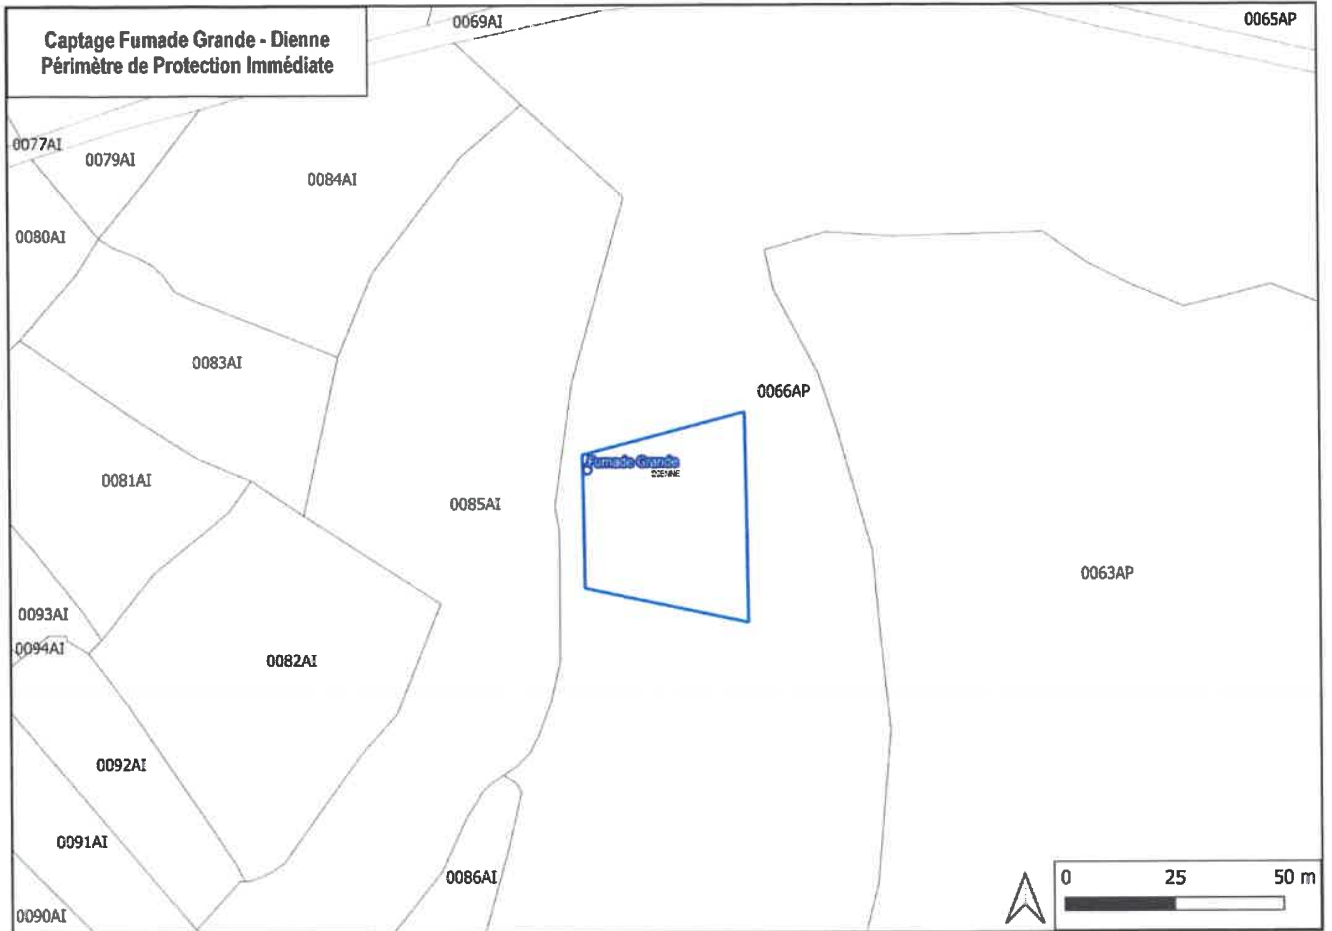 Captage Fumade Grande - Dienne
Périmètre de Protection Immédiate
0069AI
0065AP
0077AI
0079AI
0084AI
0080AI
0083AI
0066AP
Fumade Grande
DIENNE
0081AI
0085AI
0063AP
0093AI
0094AI
0082AI
0092AI
0091AI
0086AI
0090AI
0 25 50 m